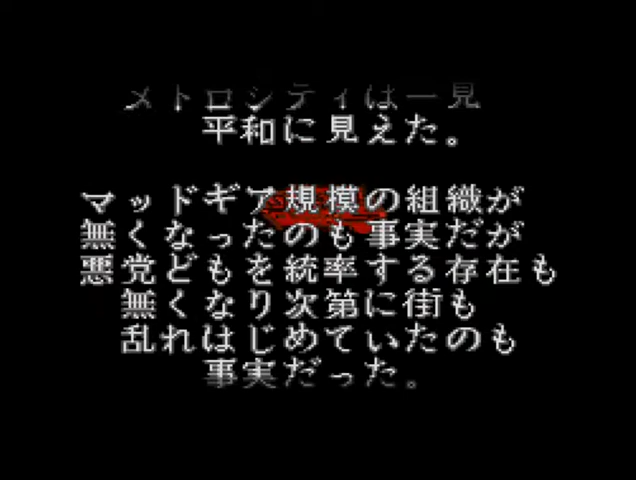 メトロシティは一見
平和に見えた。
マッドギア規模の組織が
無くなったのも事実だが
悪党どもを統率する存在も
無くなり次第に街も
乱れはじめていたのも
事実だった。